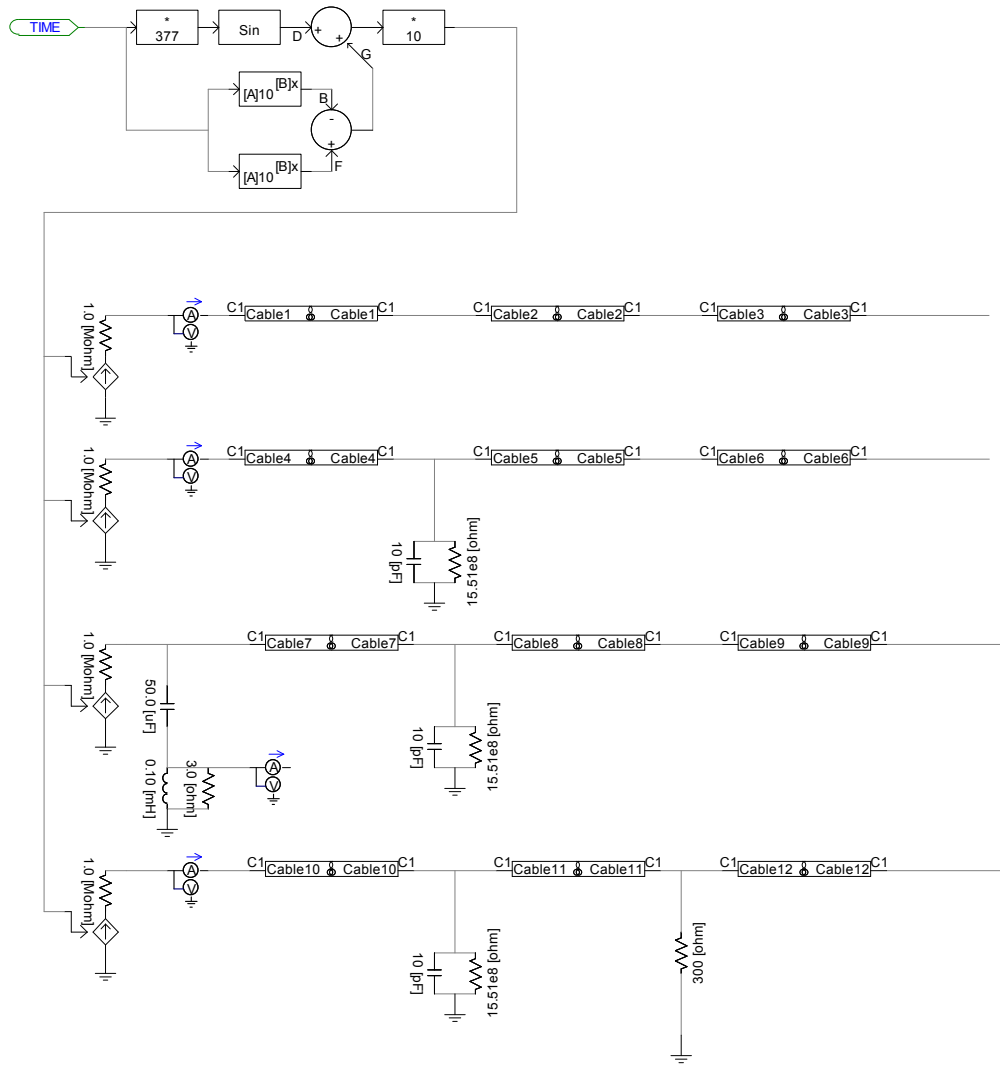 TIME
*
377
Sin
D
+
+
*
10
G
[A]10
[B]x
B
-
+
[A]10
[B]x
F
1.0 [Mohm]
A
V
C1
Cable1
Cable1
C1
C1
Cable2
Cable2
C1
C1
Cable3
Cable3
C1
1.0 [Mohm]
A
V
C1
Cable4
Cable4
C1
C1
Cable5
Cable5
C1
C1
Cable6
Cable6
C1
10 [pF]
15.51e8 [ohm]
1.0 [Mohm]
C1
Cable7
Cable7
C1
C1
Cable8
Cable8
C1
C1
Cable9
Cable9
C1
50.0 [uF]
10 [pF]
15.51e8 [ohm]
0.10 [mH]
3.0 [ohm]
A
V
1.0 [Mohm]
A
V
C1
Cable10
Cable10
C1
C1
Cable11
Cable11
C1
C1
Cable12
Cable12
C1
10 [pF]
15.51e8 [ohm]
300 [ohm]